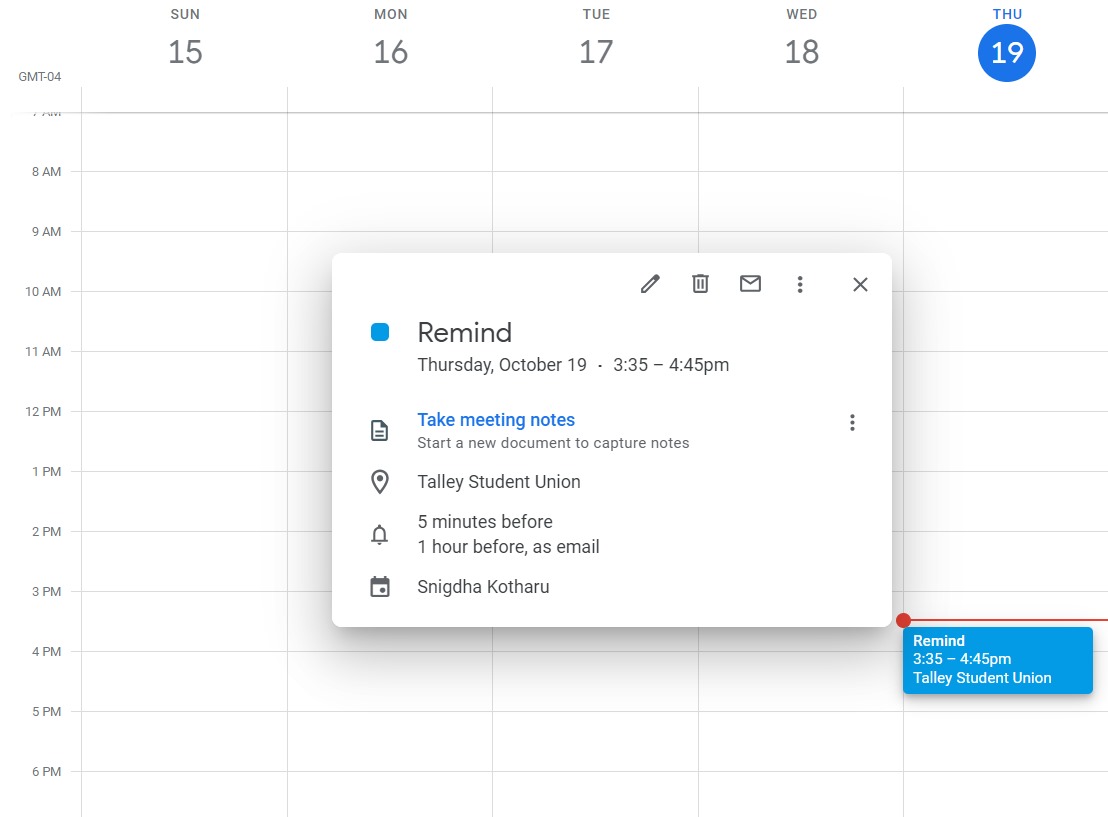 SUN MON TUE WED THU
15 16 17 18 19
GMT-04
7 AM
8 AM
9 AM
10 AM
11 AM
12 PM
1 PM
2 PM
3 PM
4 PM
5 PM
6 PM
Remind
Thursday, October 19 · 3:35 – 4:45pm
Take meeting notes
Start a new document to capture notes
Talley Student Union
5 minutes before
1 hour before, as email
Snigdha Kotharu
Remind
3:35 – 4:45pm
Talley Student Union